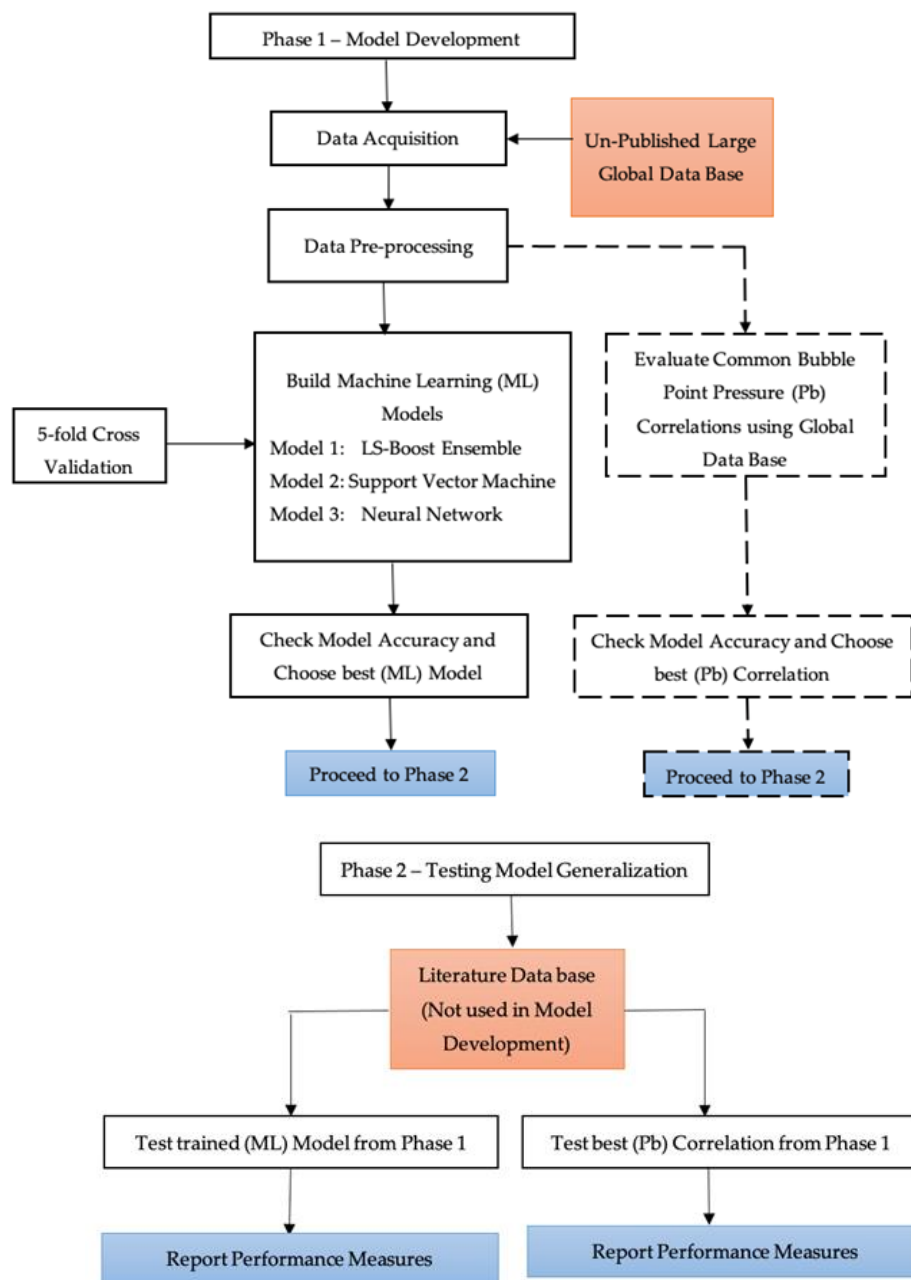 Phase 1 – Model Development
Data Acquisition
Un-Published Large
Global Data Base
Data Pre-processing
Build Machine Learning (ML)
Models
Model 1: LS-Boost Ensemble
Model 2: Support Vector Machine
Model 3: Neural Network
5-fold Cross
Validation
Evaluate Common Bubble
Point Pressure (Pb)
Correlations using Global
Data Base
Check Model Accuracy and
Choose best (ML) Model
Check Model Accuracy and Choose
best (Pb) Correlation
Proceed to Phase 2
Proceed to Phase 2
Phase 2 – Testing Model Generalization
Literature Data base
(Not used in Model
Development)
Test trained (ML) Model from Phase 1
Test best (Pb) Correlation from Phase 1
Report Performance Measures
Report Performance Measures